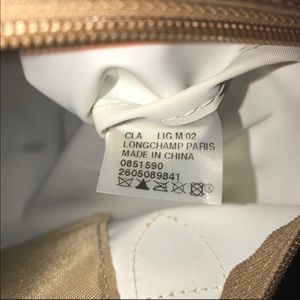 CLA LIG M 02
LONGCHAMP PARIS
MADE IN CHINA
0851590
2605089841